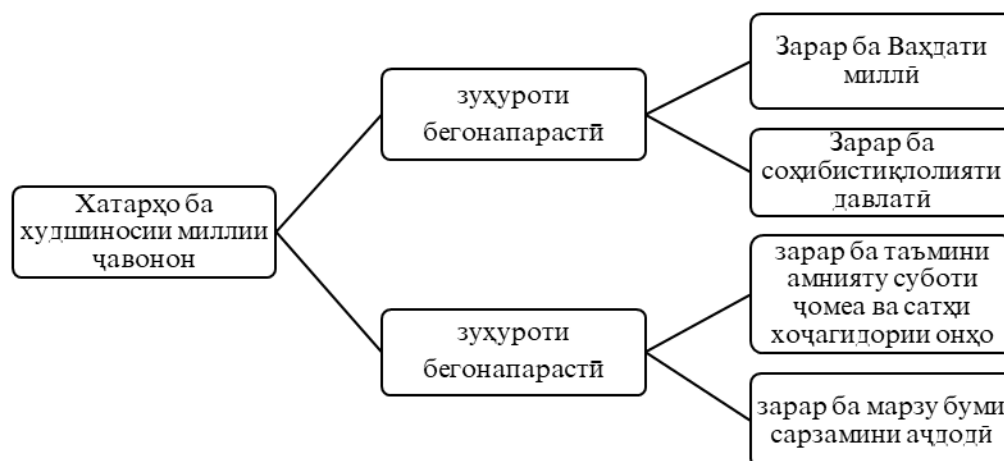 Хатарҳо ба
худшиносии миллии
ҷавонон
зуҳуроти
бегонапарастӣ
Зарар ба Ваҳдати
миллӣ
Зарар ба
соҳибистиқлолияти
давлатӣ
зуҳуроти
бегонапарастӣ
зарар ба таъмини
амнияту суботи
ҷомеа ва сатҳи
хоҷагидории онҳо
зарар ба марзу буми
сарзамини аҷдодӣ